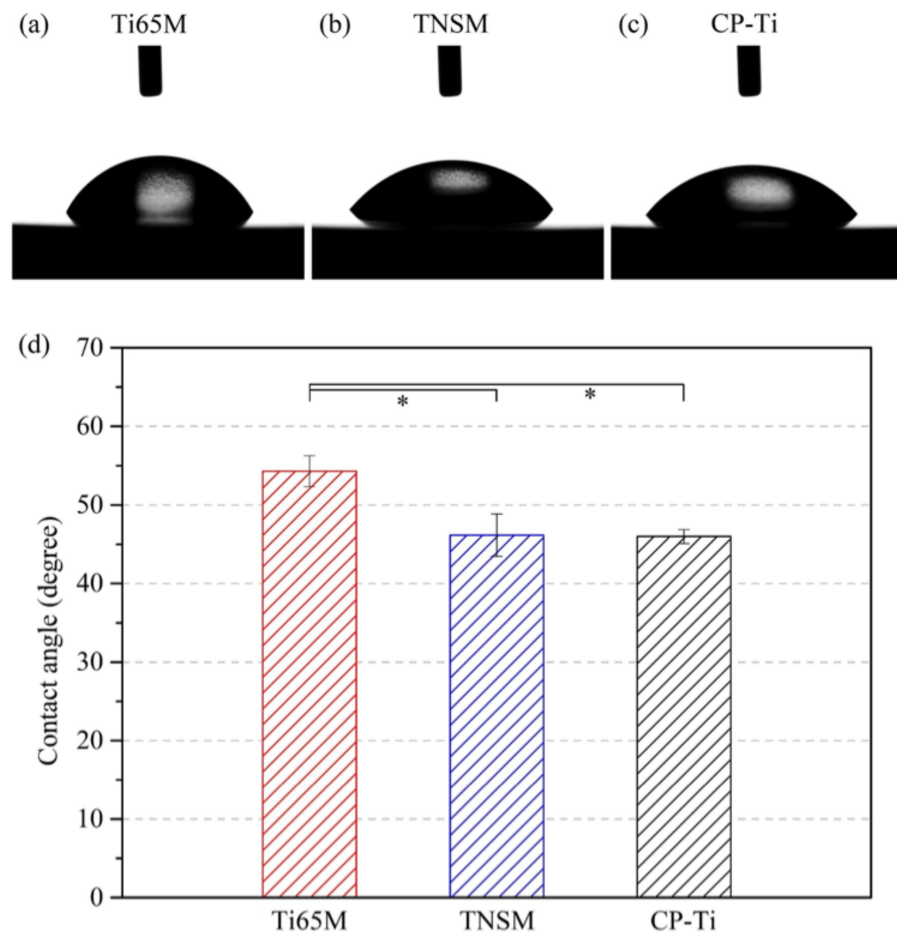 (a) Ti65M (b) TNSM (c) CP-Ti
(d)
70
60
50
40
30
20
10
0
Contact angle (degree)
* *
Ti65M TNSM CP-Ti